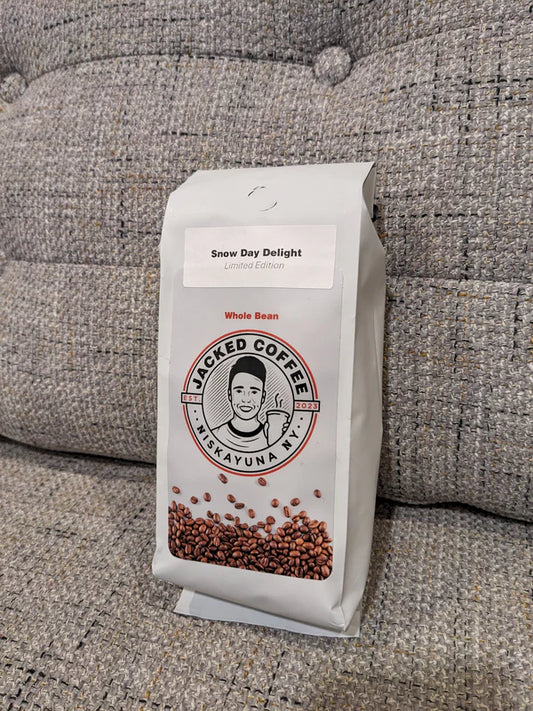 Snow Day Delight
Limited Edition
Whole Bean
JACKED COFFEE
EST 2023
NISKAYUNA NY